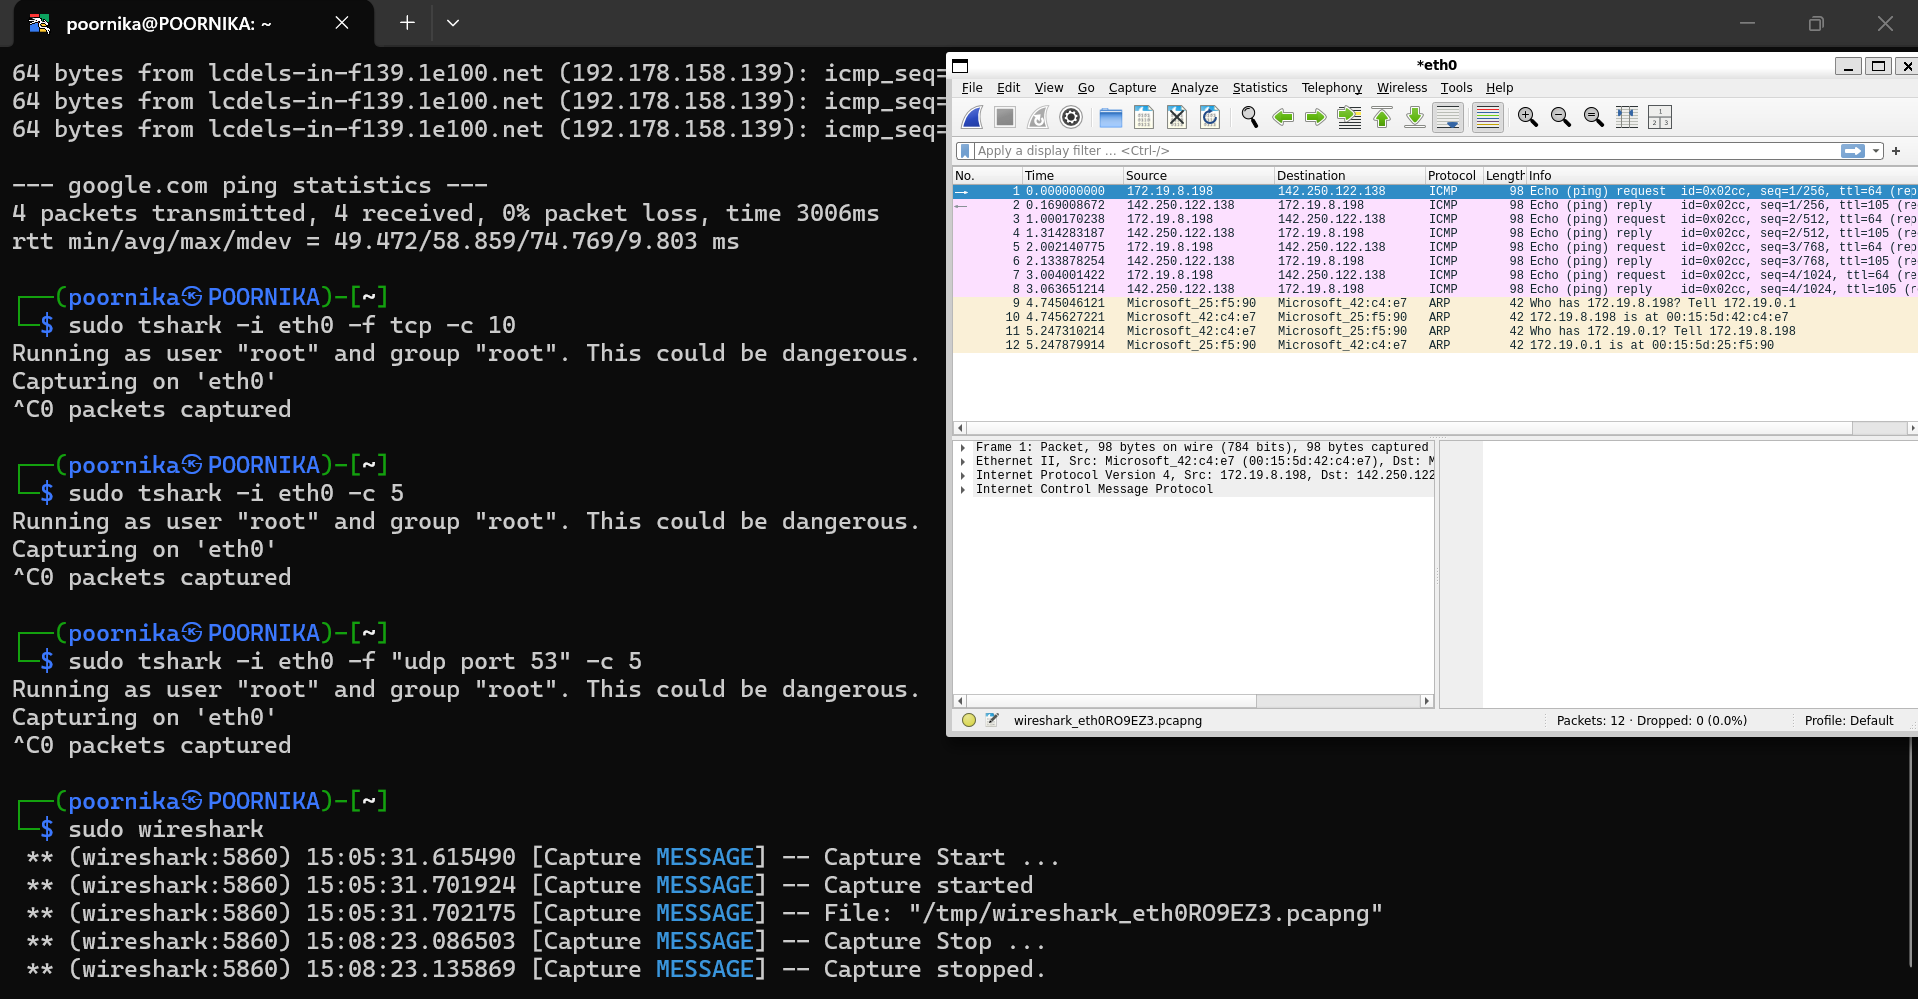 poornika@POORNIKA: ~
64 bytes from lcdels-in-f139.1e100.net (192.178.158.139): icmp_seq=
64 bytes from lcdels-in-f139.1e100.net (192.178.158.139): icmp_seq=
64 bytes from lcdels-in-f139.1e100.net (192.178.158.139): icmp_seq=
--- google.com ping statistics ---
4 packets transmitted, 4 received, 0% packet loss, time 3006ms
rtt min/avg/max/mdev = 49.472/58.859/74.769/9.803 ms
┌──(poornika㉿POORNIKA)-[~]
└─$ sudo tshark -i eth0 -f tcp -c 10
Running as user "root" and group "root". This could be dangerous.
Capturing on 'eth0'
^C0 packets captured
┌──(poornika㉿POORNIKA)-[~]
└─$ sudo tshark -i eth0 -c 5
Running as user "root" and group "root". This could be dangerous.
Capturing on 'eth0'
^C0 packets captured
┌──(poornika㉿POORNIKA)-[~]
└─$ sudo tshark -i eth0 -f "udp port 53" -c 5
Running as user "root" and group "root". This could be dangerous.
Capturing on 'eth0'
^C0 packets captured
┌──(poornika㉿POORNIKA)-[~]
└─$ sudo wireshark
** (wireshark:5860) 15:05:31.615490 [Capture MESSAGE] -- Capture Start ...
** (wireshark:5860) 15:05:31.701924 [Capture MESSAGE] -- Capture started
** (wireshark:5860) 15:05:31.702175 [Capture MESSAGE] -- File: "/tmp/wireshark_eth0RO9EZ3.pcapng"
** (wireshark:5860) 15:08:23.086503 [Capture MESSAGE] -- Capture Stop ...
** (wireshark:5860) 15:08:23.135869 [Capture MESSAGE] -- Capture stopped.
*eth0
File Edit View Go Capture Analyze Statistics Telephony Wireless Tools Help
Apply a display filter ... <Ctrl-/>
No. Time Source Destination Protocol Length Info
1 0.000000000 172.19.8.198 142.250.122.138 ICMP 98 Echo (ping) request id=0x02cc, seq=1/256, ttl=64 (rep
2 0.169008672 142.250.122.138 172.19.8.198 ICMP 98 Echo (ping) reply id=0x02cc, seq=1/256, ttl=105 (re
3 1.000170238 172.19.8.198 142.250.122.138 ICMP 98 Echo (ping) request id=0x02cc, seq=2/512, ttl=64 (rep
4 1.314283187 142.250.122.138 172.19.8.198 ICMP 98 Echo (ping) reply id=0x02cc, seq=2/512, ttl=105 (re
5 2.002140775 172.19.8.198 142.250.122.138 ICMP 98 Echo (ping) request id=0x02cc, seq=3/768, ttl=64 (rep
6 2.133878254 142.250.122.138 172.19.8.198 ICMP 98 Echo (ping) reply id=0x02cc, seq=3/768, ttl=105 (re
7 3.004001422 172.19.8.198 142.250.122.138 ICMP 98 Echo (ping) request id=0x02cc, seq=4/1024, ttl=64 (re
8 3.063651214 142.250.122.138 172.19.8.198 ICMP 98 Echo (ping) reply id=0x02cc, seq=4/1024, ttl=105 (r
9 4.745046121 Microsoft_25:f5:90 Microsoft_42:c4:e7 ARP 42 Who has 172.19.8.198? Tell 172.19.0.1
10 4.745627221 Microsoft_42:c4:e7 Microsoft_25:f5:90 ARP 42 172.19.8.198 is at 00:15:5d:42:c4:e7
11 5.247310214 Microsoft_42:c4:e7 Microsoft_25:f5:90 ARP 42 Who has 172.19.0.1? Tell 172.19.8.198
12 5.247879914 Microsoft_25:f5:90 Microsoft_42:c4:e7 ARP 42 172.19.0.1 is at 00:15:5d:25:f5:90
Frame 1: Packet, 98 bytes on wire (784 bits), 98 bytes captured
Ethernet II, Src: Microsoft_42:c4:e7 (00:15:5d:42:c4:e7), Dst: M
Internet Protocol Version 4, Src: 172.19.8.198, Dst: 142.250.122
Internet Control Message Protocol
wireshark_eth0RO9EZ3.pcapng
Packets: 12 · Dropped: 0 (0.0%)
Profile: Default